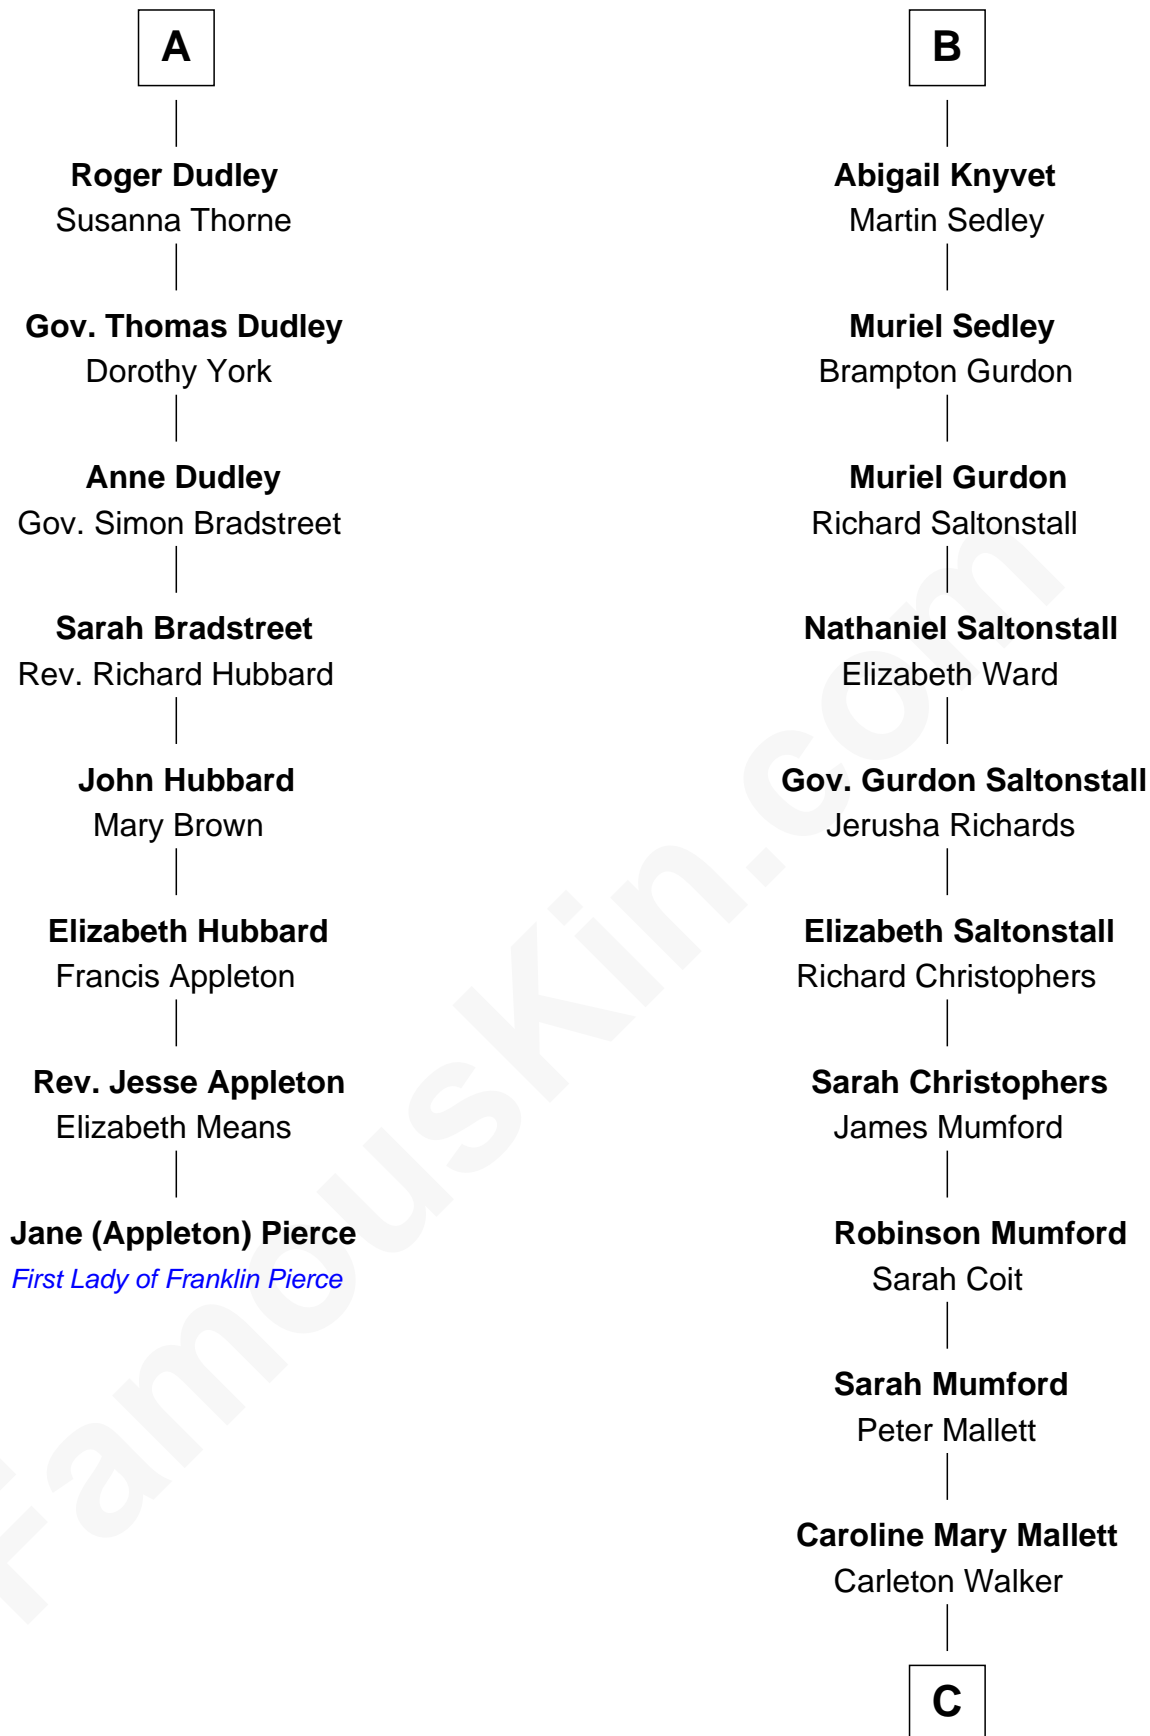 A
Roger Dudley
Susanna Thorne
Gov. Thomas Dudley
Dorothy York
Anne Dudley
Gov. Simon Bradstreet
Sarah Bradstreet
Rev. Richard Hubbard
John Hubbard
Mary Brown
Elizabeth Hubbard
Francis Appleton
Rev. Jesse Appleton
Elizabeth Means
Jane (Appleton) Pierce
First Lady of Franklin Pierce
B
Abigail Knyvet
Martin Sedley
Muriel Sedley
Brampton Gurdon
Muriel Gurdon
Richard Saltonstall
Nathaniel Saltonstall
Elizabeth Ward
Gov. Gurdon Saltonstall
Jerusha Richards
Elizabeth Saltonstall
Richard Christophers
Sarah Christophers
James Mumford
Robinson Mumford
Sarah Coit
Sarah Mumford
Peter Mallett
Caroline Mary Mallett
Carleton Walker
C
FamousKin.com